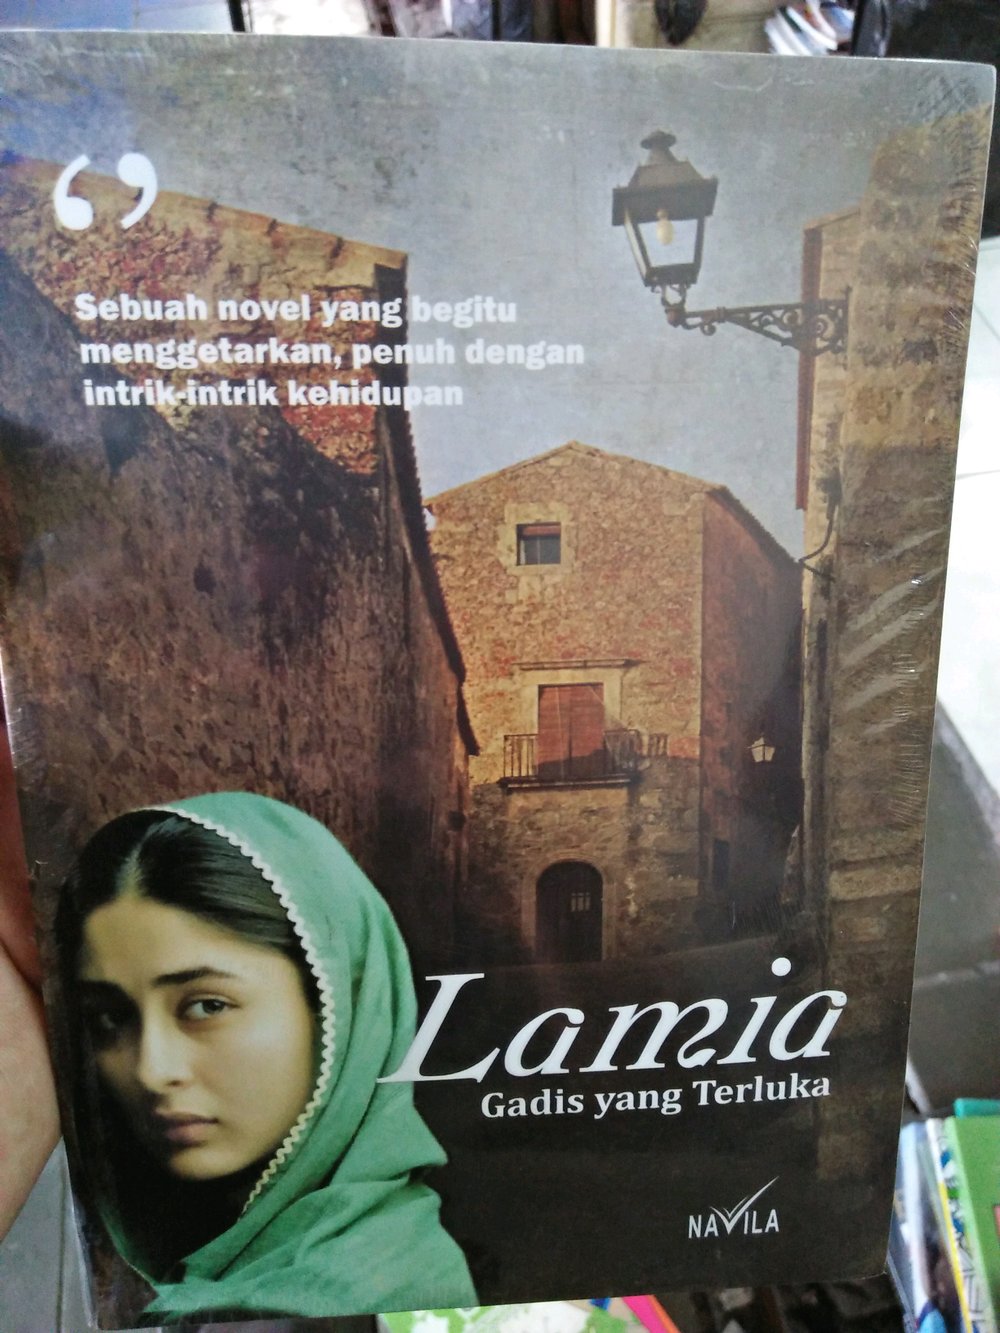 Sebuah novel yang begitu
menggetarkan, penuh dengan
intrik-intrik kehidupan
Lamia
Gadis yang Terluka
NAVILA